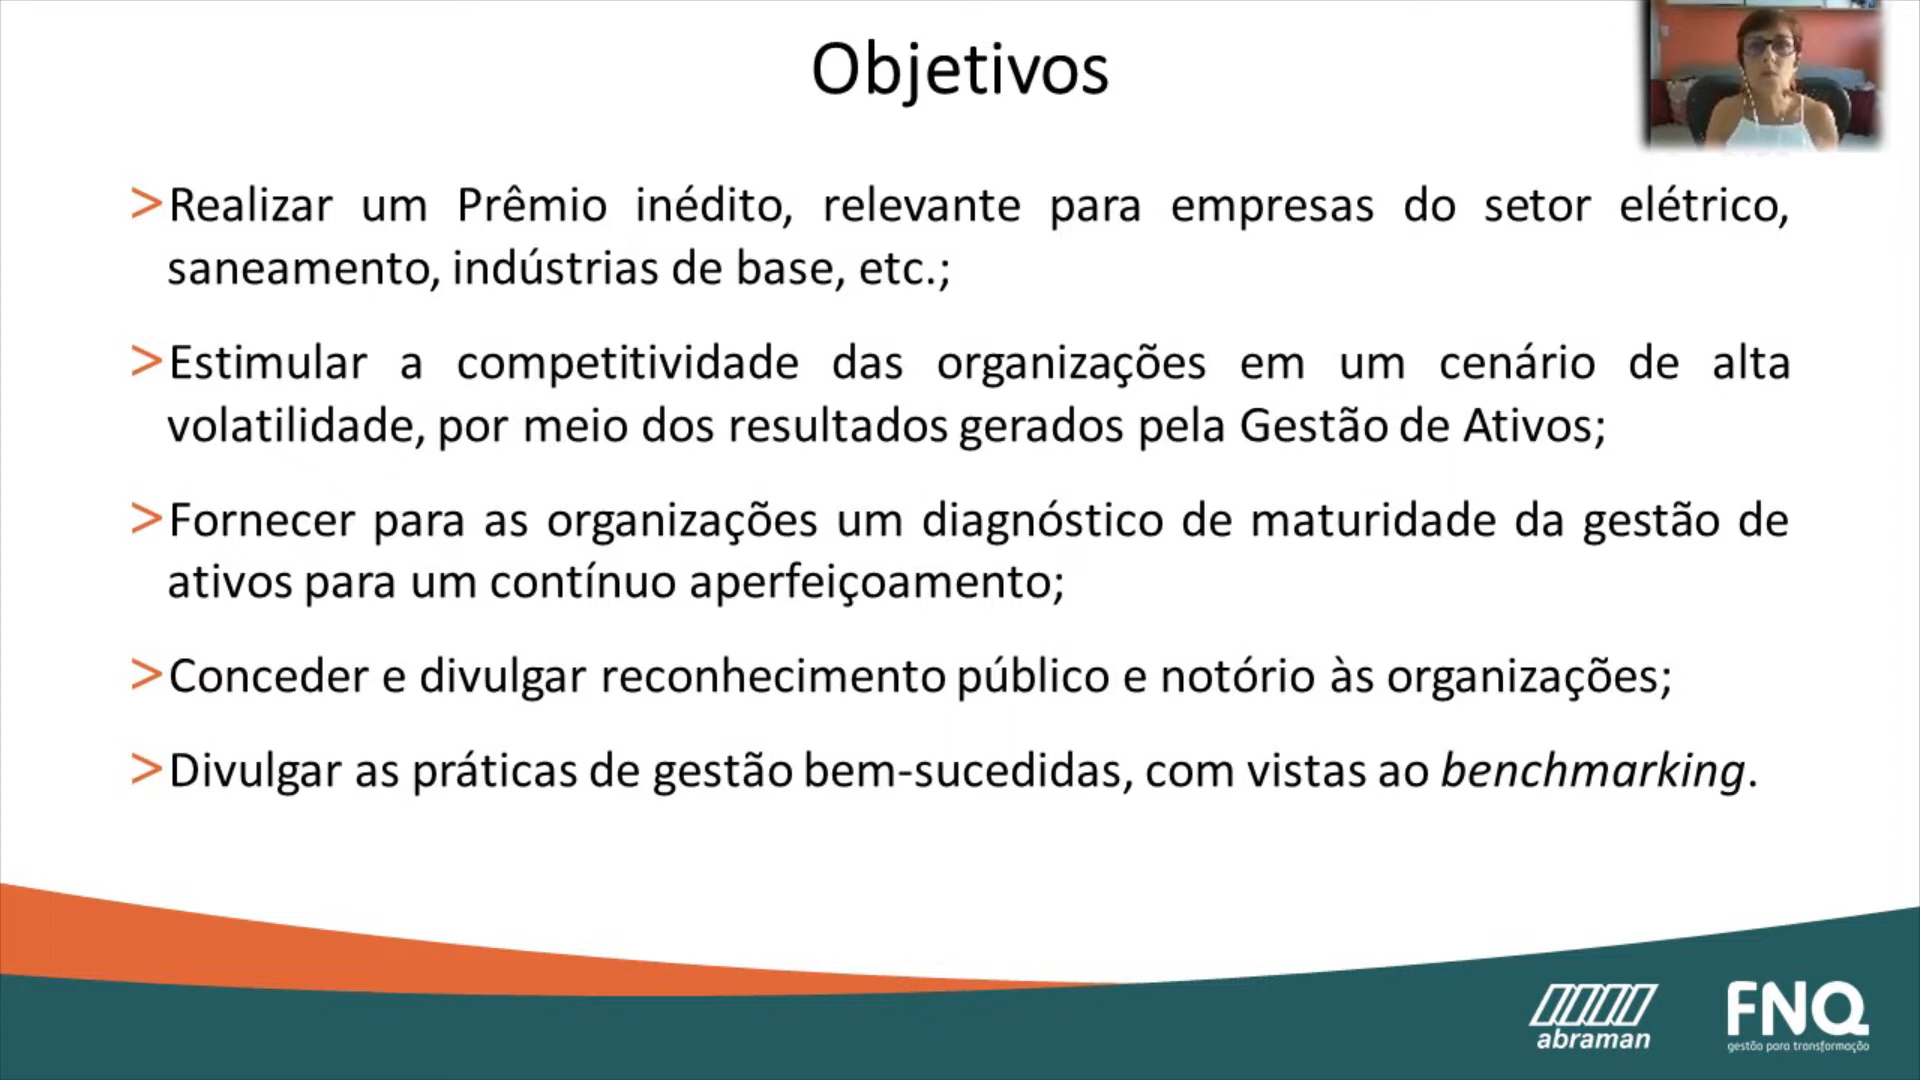 Objetivos
>Realizar um Prêmio inédito, relevante para empresas do setor elétrico,
saneamento, indústrias de base, etc.;
>Estimular a competitividade das organizações em um cenário de alta
volatilidade, por meio dos resultados gerados pela Gestão de Ativos;
>Fornecer para as organizações um diagnóstico de maturidade da gestão de
ativos para um contínuo aperfeiçoamento;
>Conceder e divulgar reconhecimento público e notório às organizações;
>Divulgar as práticas de gestão bem-sucedidas, com vistas ao benchmarking.
abraman
FNQ
gestão para transformação